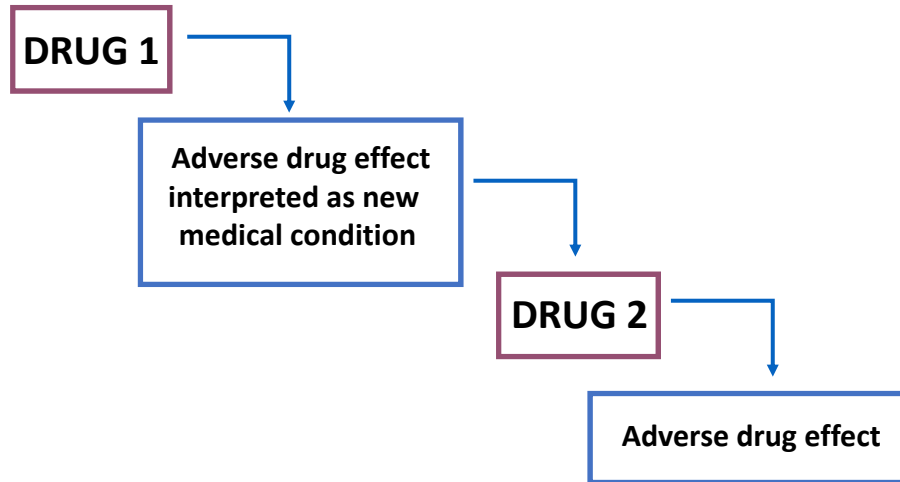 DRUG 1
Adverse drug effect
interpreted as new
medical condition
DRUG 2
Adverse drug effect